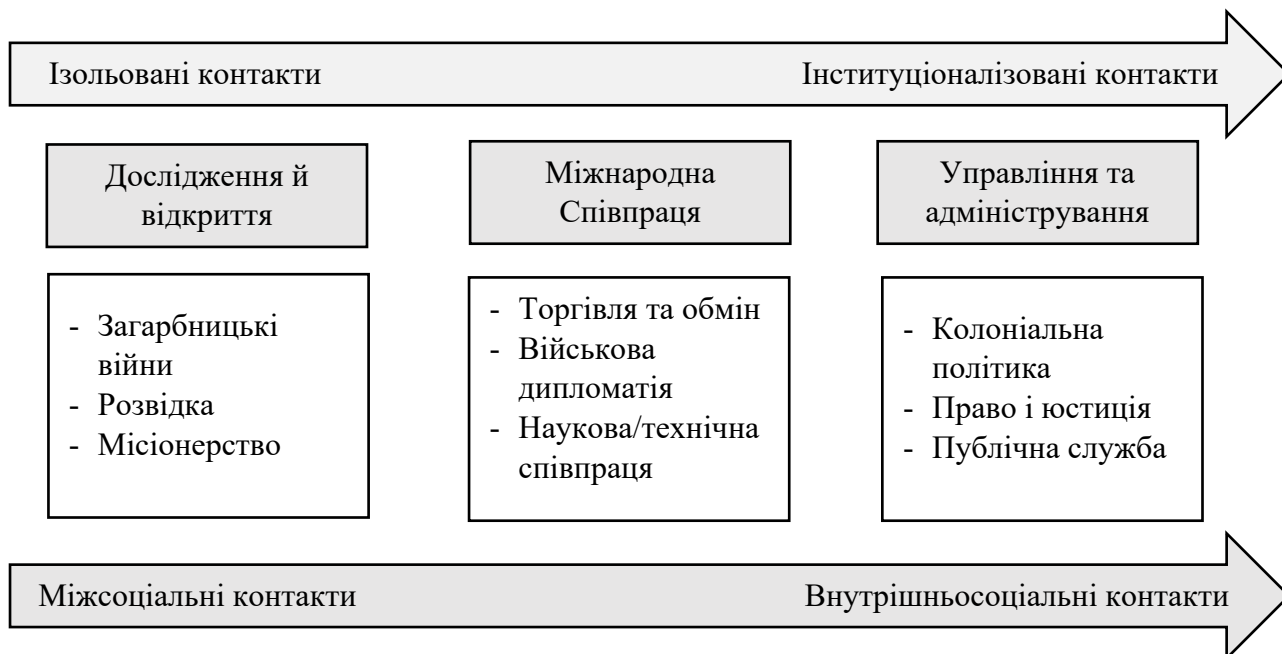 Ізольовані контакти
Інституціоналізовані контакти
Дослідження й
відкриття
Міжнародна
Співпраця
Управління та
адміністрування
- Загарбницькі
війни
- Розвідка
- Місіонерство
- Торгівля та обмін
- Військова
дипломатія
- Наукова/технічна
співпраця
- Колоніальна
політика
- Право і юстиція
- Публічна служба
Міжсоціальні контакти
Внутрішньосоціальні контакти